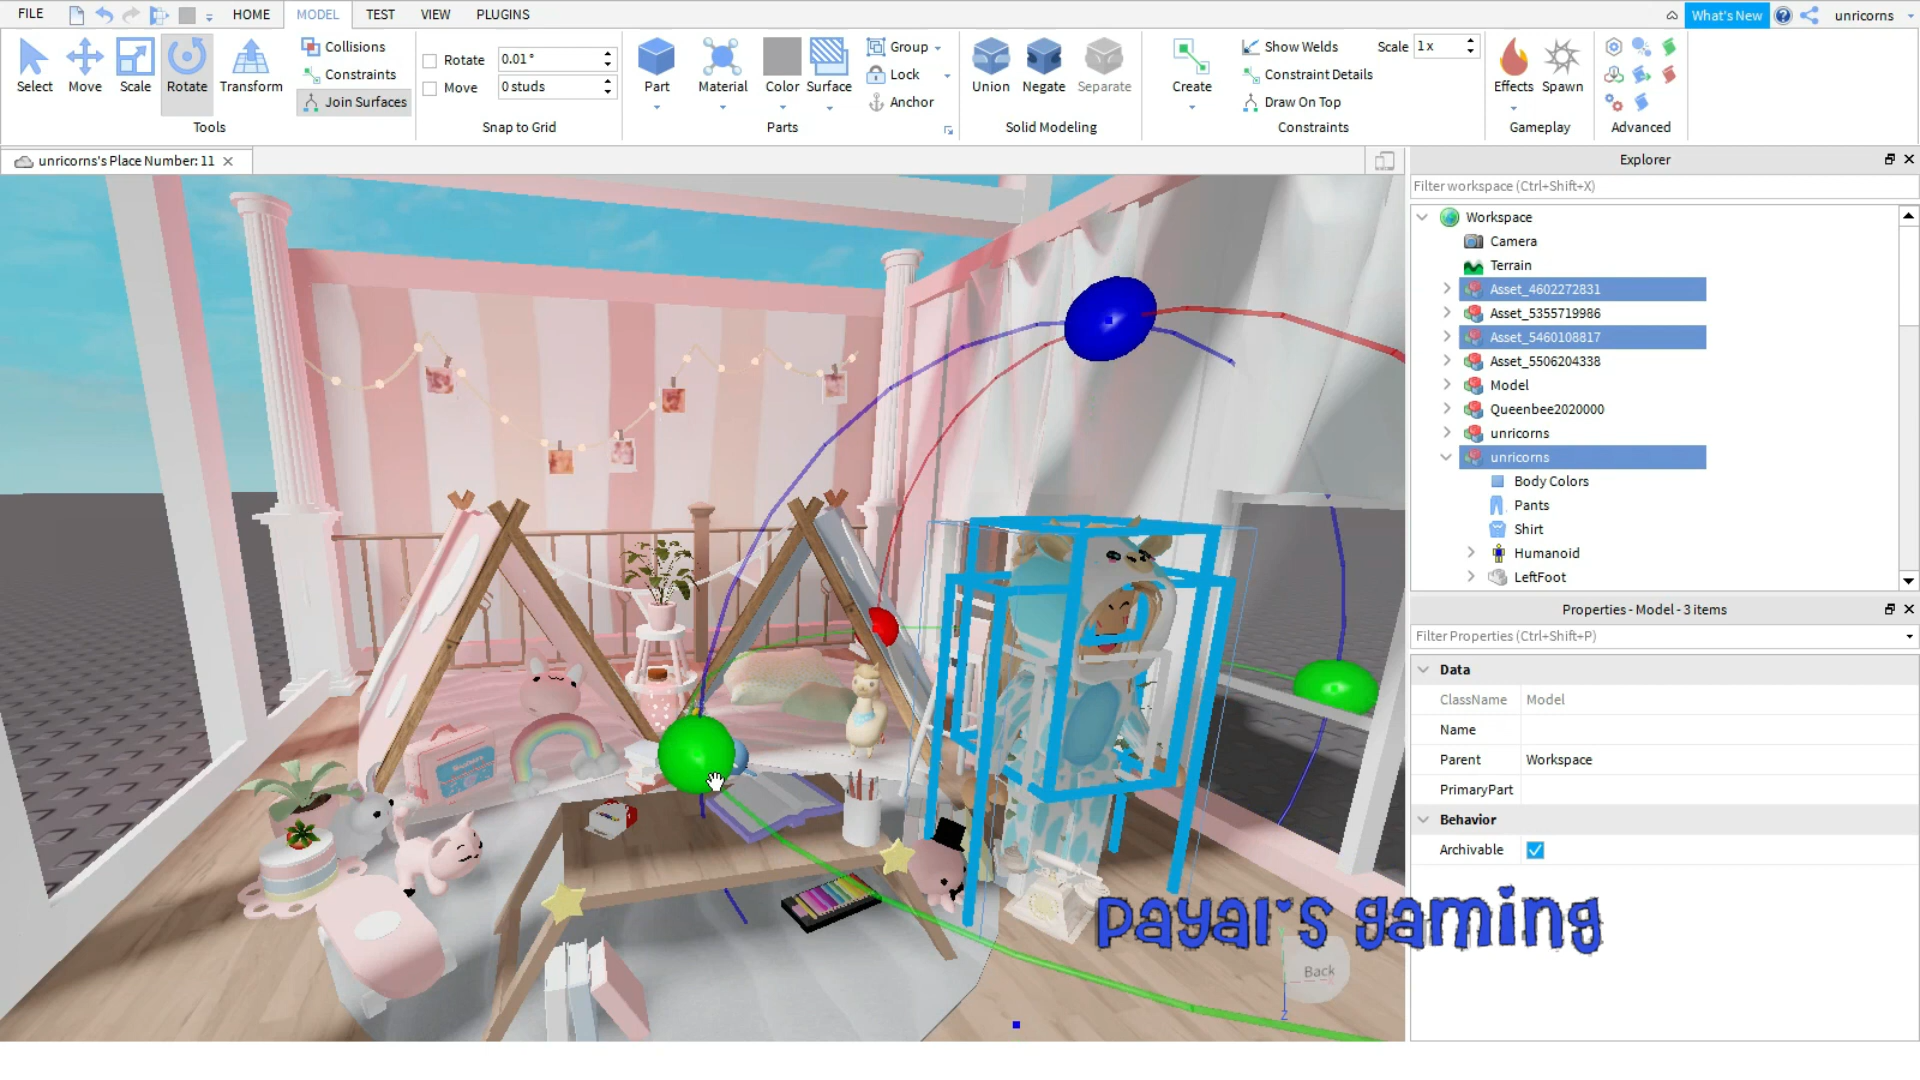 FILE HOME MODEL TEST VIEW PLUGINS What's New unricorns
Select Move Scale Rotate Transform
Collisions
Constraints
Join Surfaces
Tools
Rotate 0.01°
Move 0 studs
Snap to Grid
Part Material Color Surface
Group
Lock
Anchor
Parts
Union Negate Separate
Solid Modeling
Create
Show Welds Scale 1x
Constraint Details
Draw On Top
Constraints
Effects Spawn
Gameplay
Advanced
unricorns's Place Number: 11
Explorer
Filter workspace (Ctrl+Shift+X)
Workspace
Camera
Terrain
Asset_4602272831
Asset_5355719986
Asset_5460108817
Asset_5506204338
Model
Queenbee2020000
unricorns
unricorns
Body Colors
Pants
Shirt
Humanoid
LeftFoot
Properties - Model - 3 items
Filter Properties (Ctrl+Shift+P)
Data
ClassName Model
Name
Parent Workspace
PrimaryPart
Behavior
Archivable
payal's gaming
Back
Z